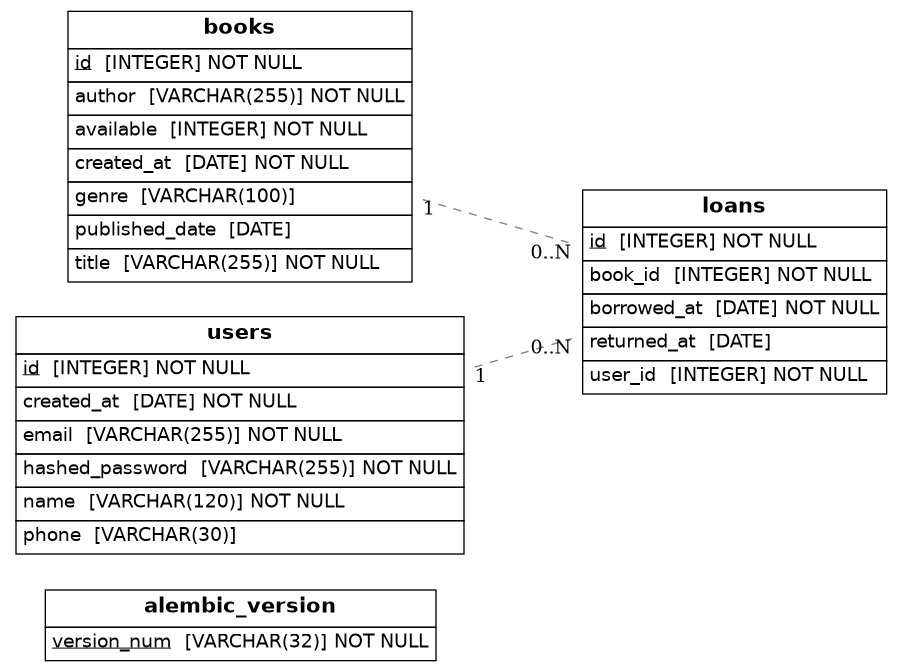 books
id [INTEGER] NOT NULL
author [VARCHAR(255)] NOT NULL
available [INTEGER] NOT NULL
created_at [DATE] NOT NULL
genre [VARCHAR(100)]
published_date [DATE]
title [VARCHAR(255)] NOT NULL
1
0..N
loans
id [INTEGER] NOT NULL
book_id [INTEGER] NOT NULL
borrowed_at [DATE] NOT NULL
returned_at [DATE]
user_id [INTEGER] NOT NULL
users
id [INTEGER] NOT NULL
created_at [DATE] NOT NULL
email [VARCHAR(255)] NOT NULL
hashed_password [VARCHAR(255)] NOT NULL
name [VARCHAR(120)] NOT NULL
phone [VARCHAR(30)]
0..N
1
alembic_version
version_num [VARCHAR(32)] NOT NULL